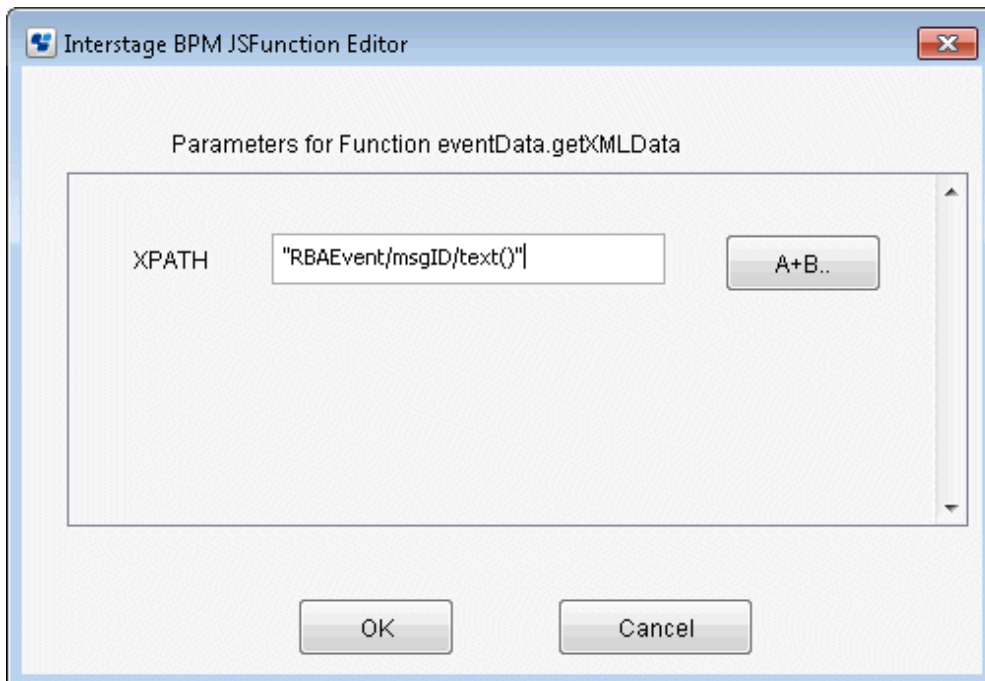 Interstage BPM JSFunction Editor
Parameters for Function eventData.getXMLData
XPATH "RBAEvent/msgID/text()" A+B..
OK Cancel